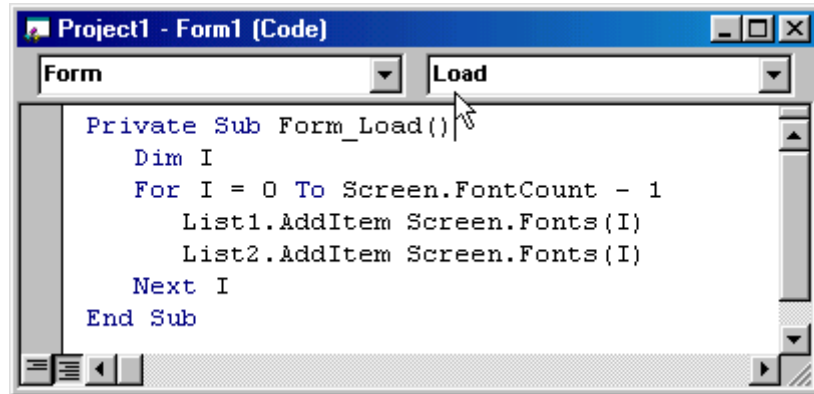 Project1 - Form1 (Code)
Form Load
Private Sub Form_Load()
Dim I
For I = 0 To Screen.FontCount - 1
List1.AddItem Screen.Fonts(I)
List2.AddItem Screen.Fonts(I)
Next I
End Sub